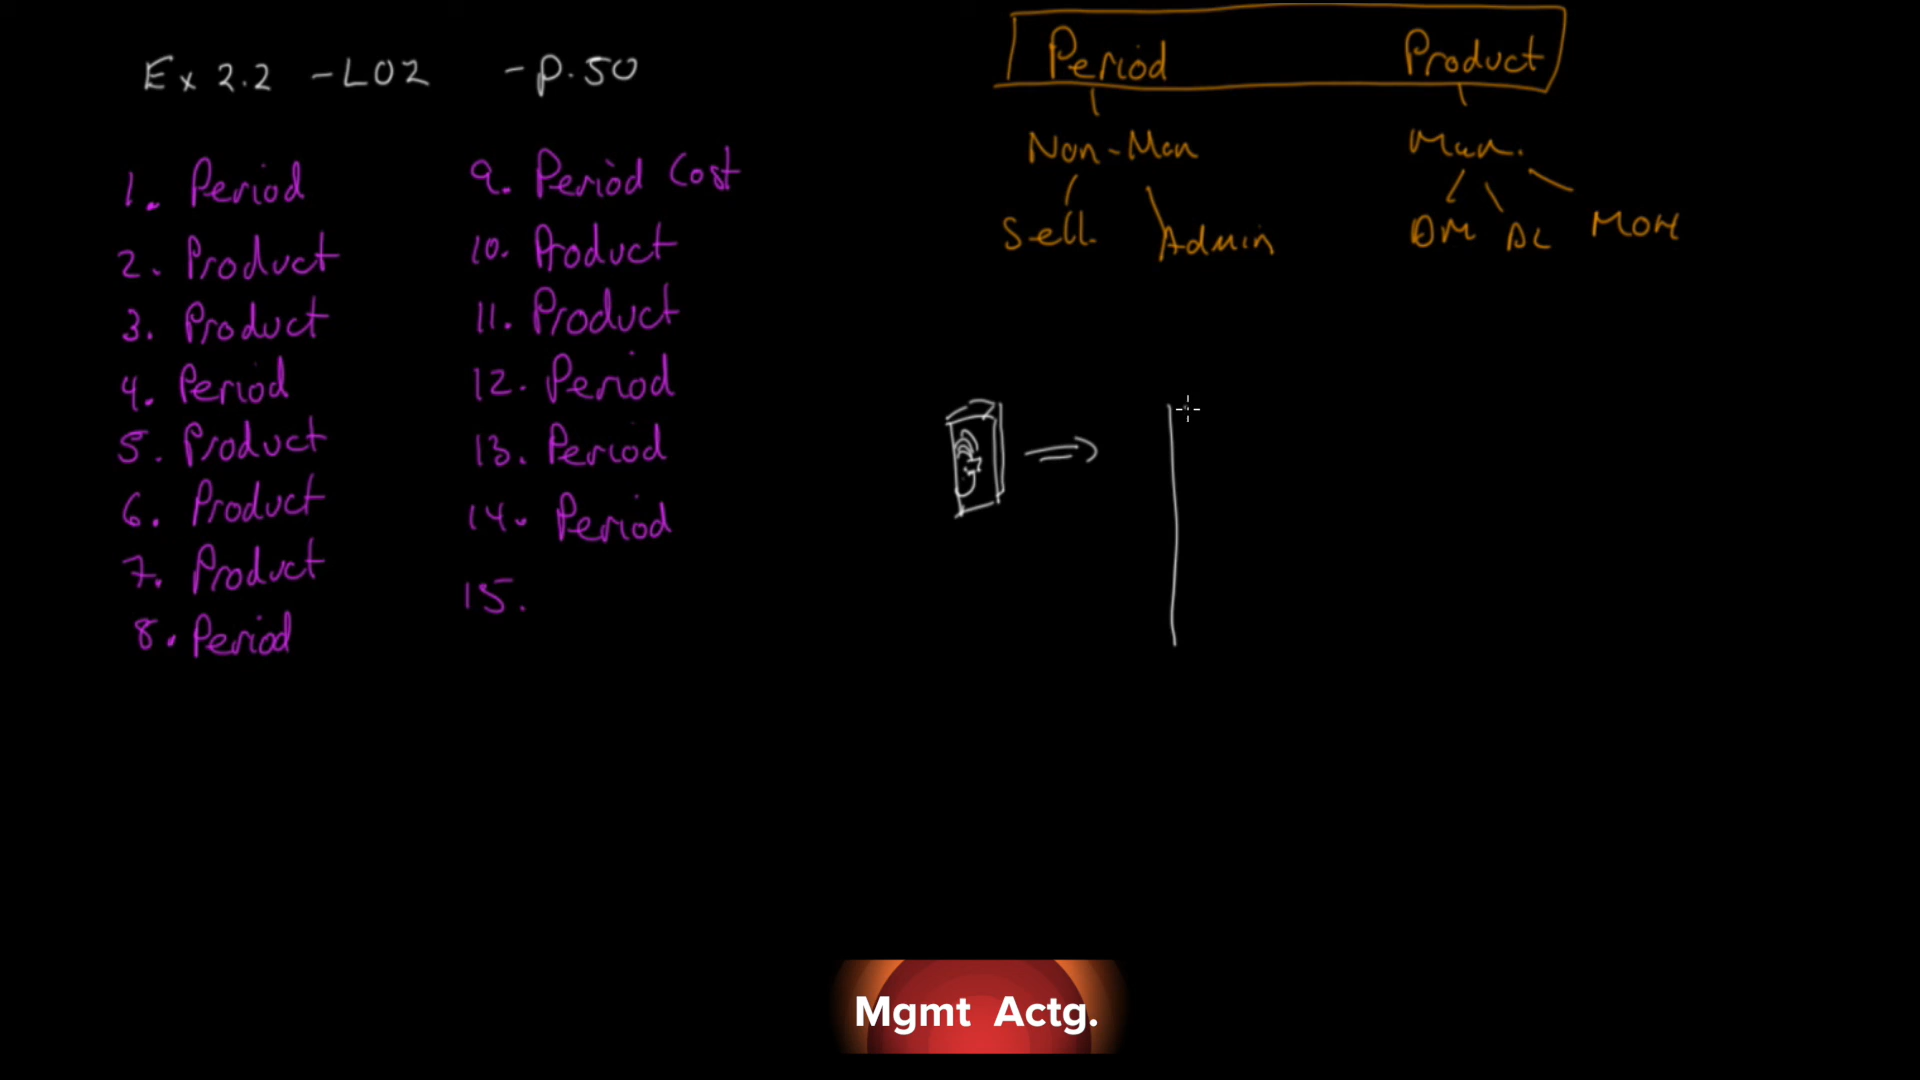 Ex 2.2 - LO2 - p.50
1. Period
2. Product
3. Product
4. Period
5. Product
6. Product
7. Product
8. Period
9. Period Cost
10. Product
11. Product
12. Period
13. Period
14. Period
15.
Period Product
Non-Man Man.
Sell. Admin DM DL MOH
Mgmt Actg.